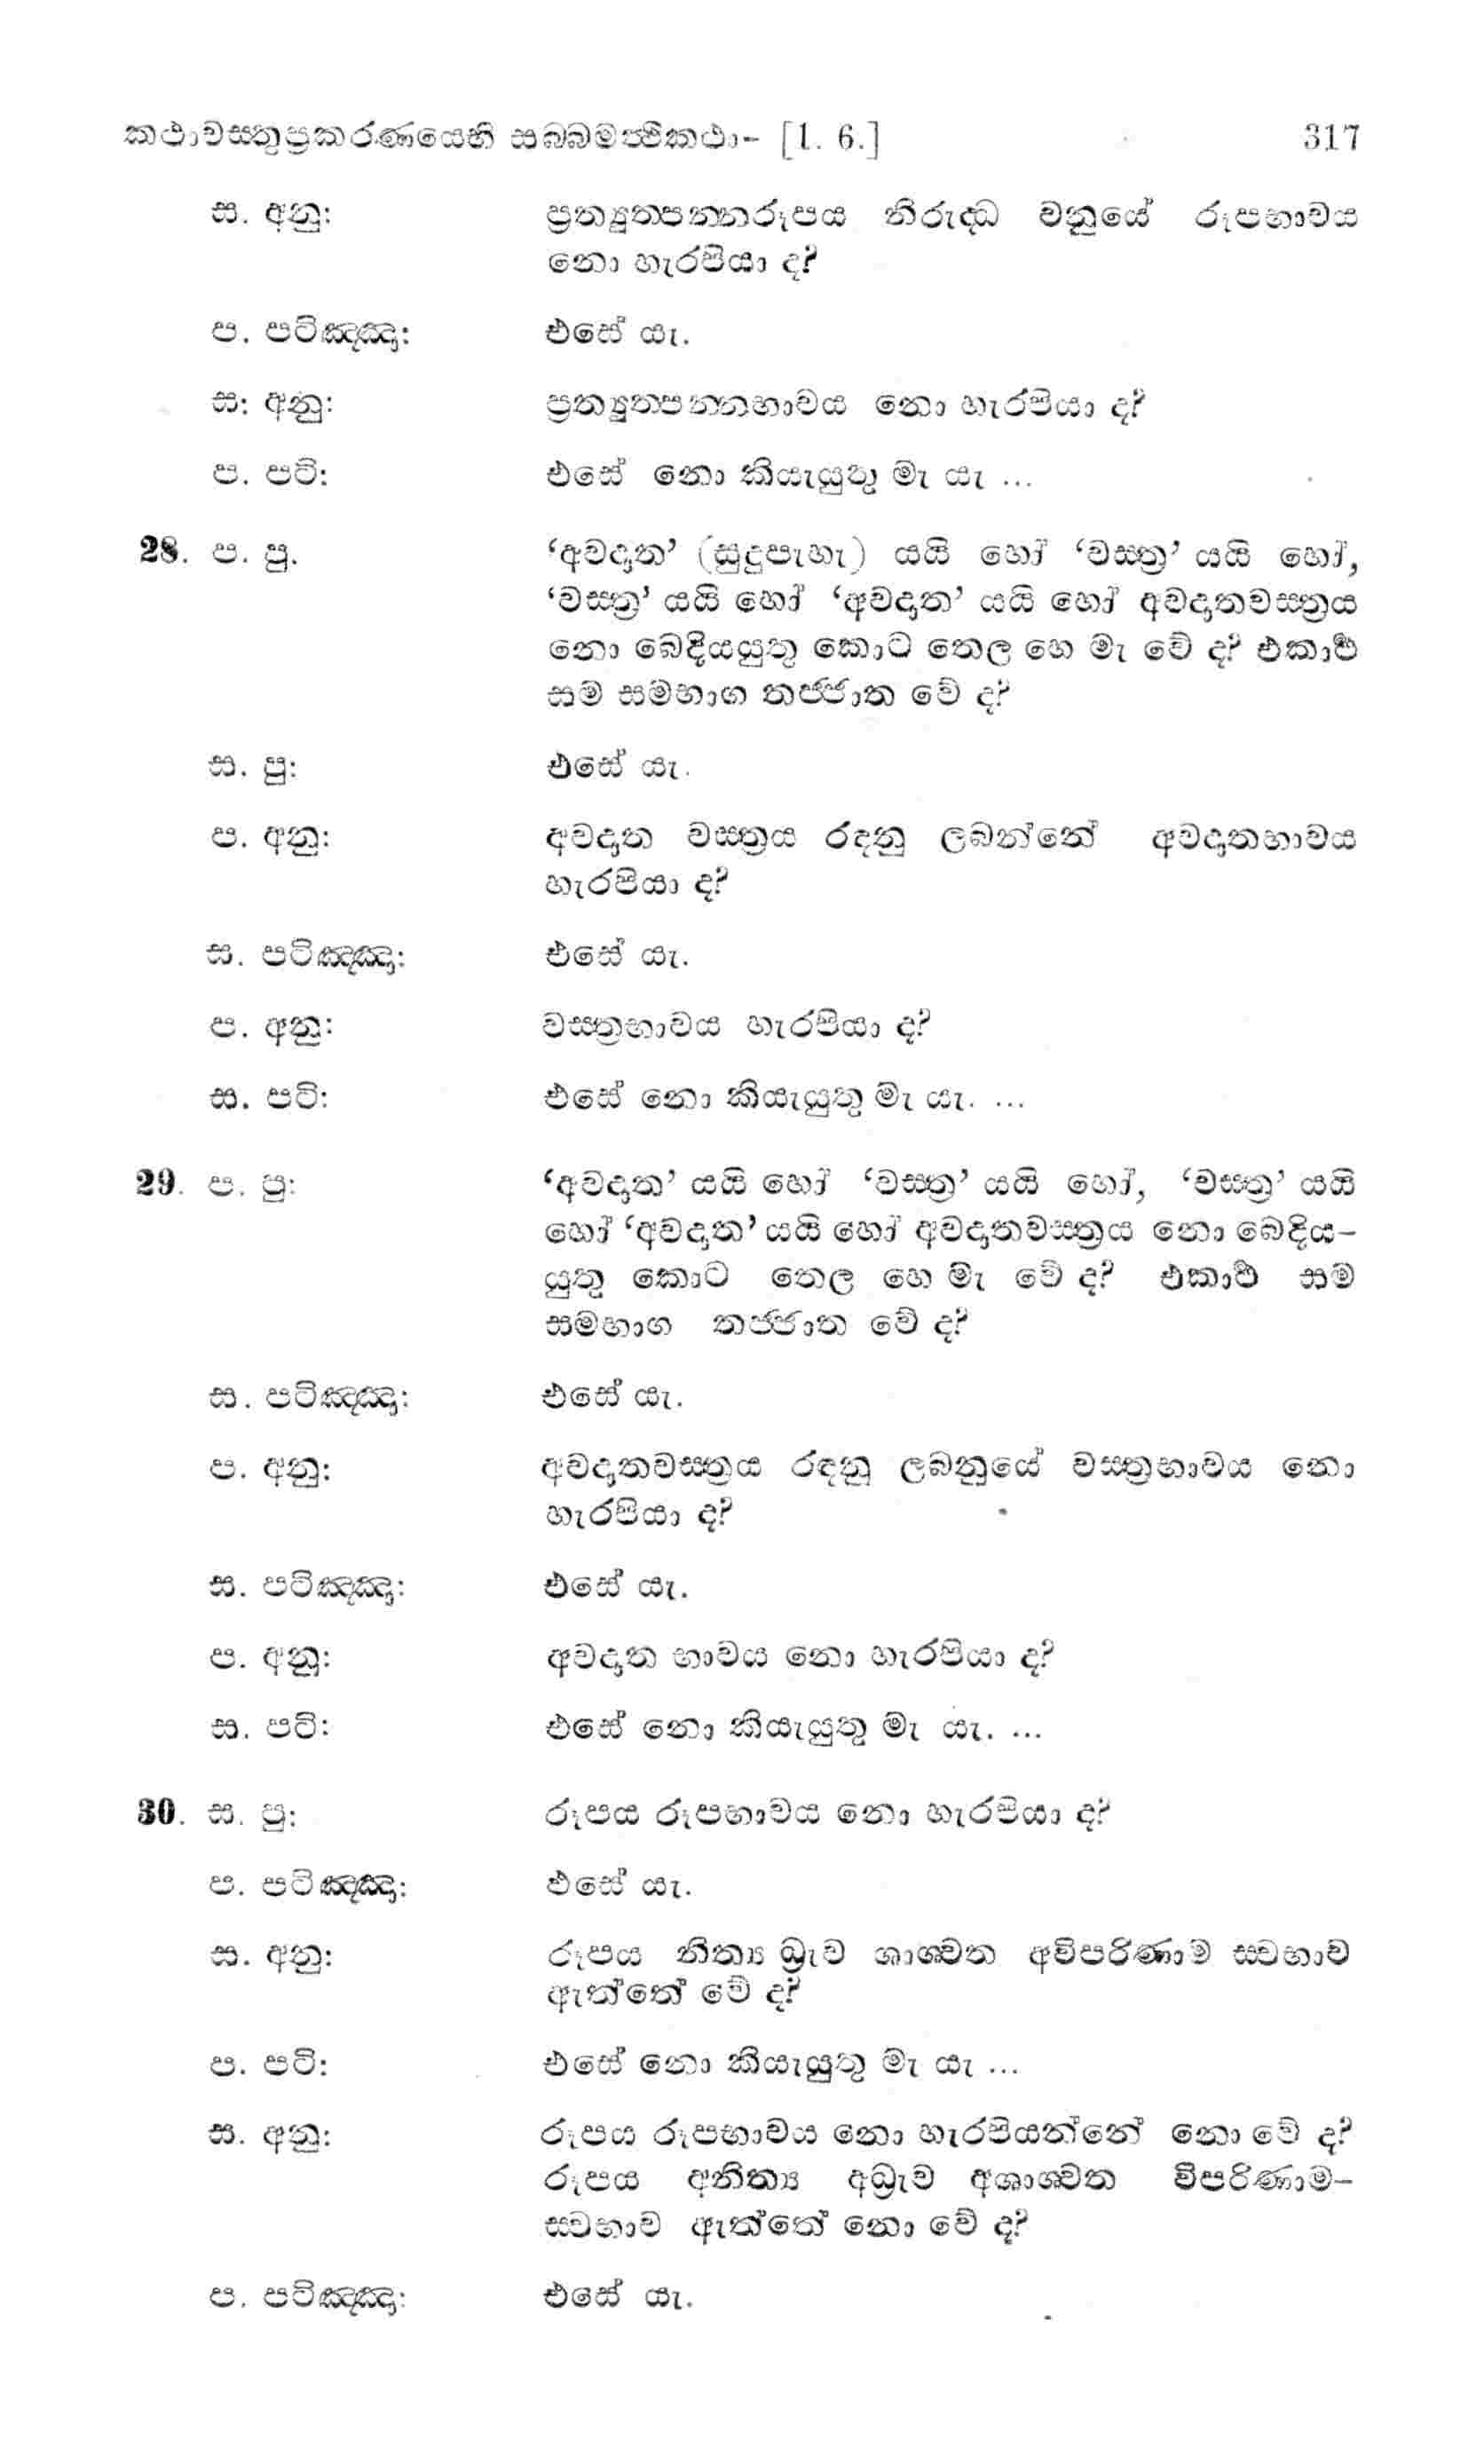 කථාවස්තුප්‍රකරණයෙහි සබ්බමත්ථිකථා- [1. 6.] 317
ස. අනු: ප්‍රත්‍යුත්පන්නරූපය නිරුද්ධ වනුයේ රූපභාවය
නො හැරපියා ද?
ප. පටිඤ්ඤා: එසේ යැ.
ස: අනු: ප්‍රත්‍යුත්පන්නභාවය නො හැරපියා ද?
ප. පටි: එසේ නො කියැයුතු මැ යැ ...
28. ප. පු. ‘අවදාත’ (සුදුපැහැ) යයි හෝ ‘වස්ත්‍ර’ යයි හෝ,
‘වස්ත්‍ර’ යයි හෝ ‘අවදාත’ යයි හෝ අවදාතවස්ත්‍රය
නො බෙදියයුතු කොට තෙල හෙ මැ වේ ද? එකාර්ථ
සම සමභාග තජ්ජාත වේ ද?
ස. පු: එසේ යැ.
ප. අනු: අවදාත වස්ත්‍රය රඳනු ලබන්නේ අවදාතභාවය
හැරපියා ද?
ස. පටිඤ්ඤා: එසේ යැ.
ප. අනු: වස්ත්‍රභාවය හැරපියා ද?
ස. පටි: එසේ නො කියැයුතු මැ යැ. ...
29. ප. පු: ‘අවදාත’ යයි හෝ ‘වස්ත්‍ර’ යයි හෝ, ‘වස්ත්‍ර’ යයි
හෝ ‘අවදාත’ යයි හෝ අවදාතවස්ත්‍රය නො බෙදිය-
යුතු කොට තෙල හෙ මැ වේ ද? එකාර්ථ සම
සමභාග තජ්ජාත වේ ද?
ස. පටිඤ්ඤා: එසේ යැ.
ප. අනු: අවදාතවස්ත්‍රය රඳනු ලබනුයේ වස්ත්‍රභාවය නො
හැරපියා ද?
ස. පටිඤ්ඤා: එසේ යැ.
ප. අනු: අවදාත භාවය නො හැරපියා ද?
ස. පටි: එසේ නො කියැයුතු මැ යැ. ...
30. ස. පු: රූපය රූපභාවය නො හැරපියා ද?
ප. පටිඤ්ඤා: එසේ යැ.
ස. අනු: රූපය නිත්‍ය ධ්‍රැව ශාශ්වත අවිපරිණාම ස්වභාව
ඇත්තේ වේ ද?
ප. පටි: එසේ නො කියැයුතු මැ යැ ...
ස. අනු: රූපය රූපභාවය නො හැරපියන්නේ නො වේ ද?
රූපය අනිත්‍ය අධ්‍රැව අශාශ්වත විපරිණාම-
ස්වභාව ඇත්තේ නො වේ ද?
ප. පටිඤ්ඤා: එසේ යැ.